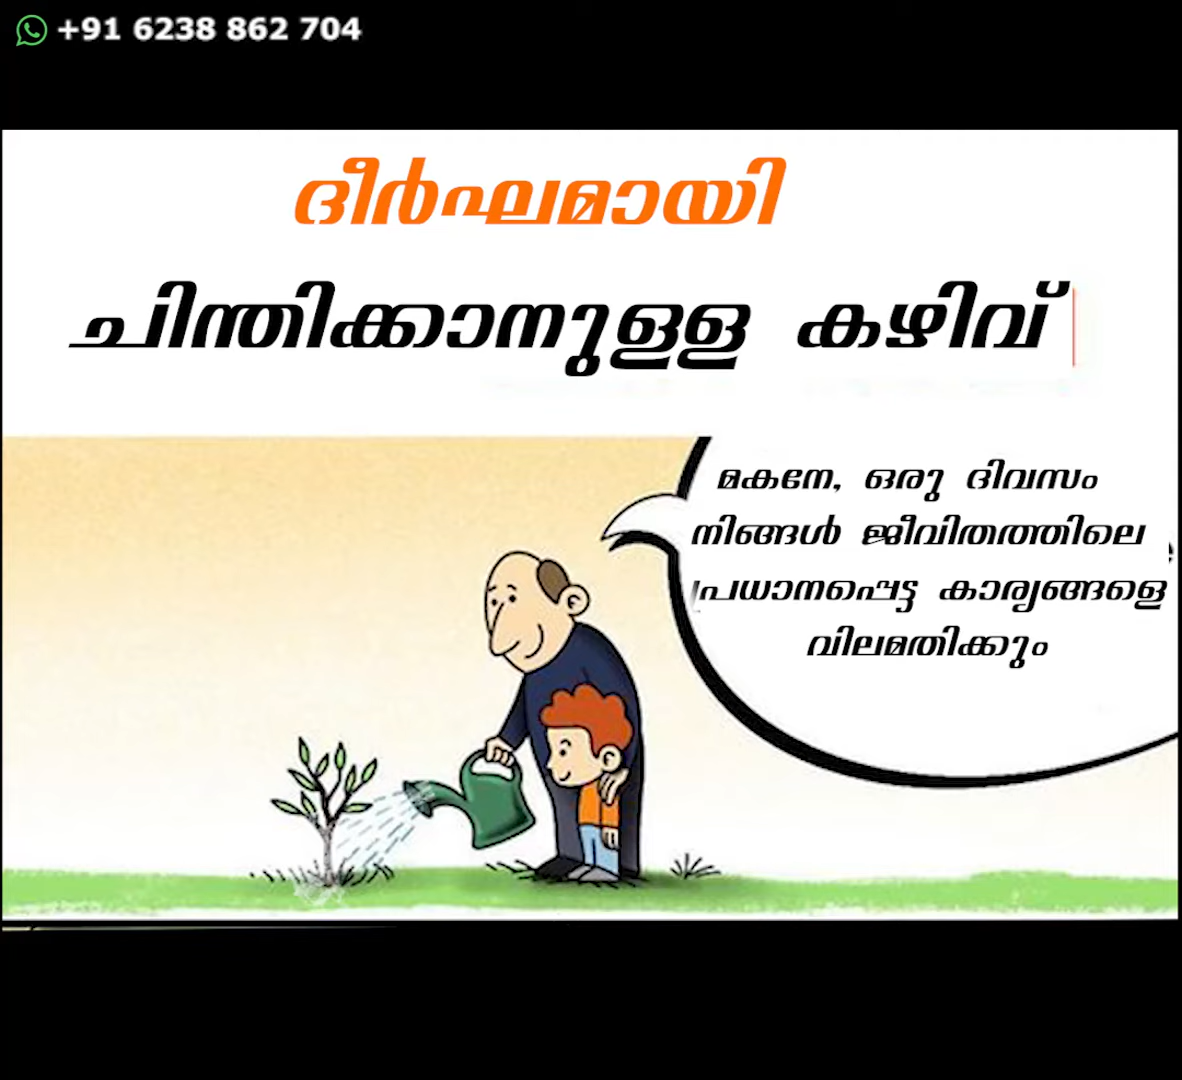 +91 6238 862 704
ദീർഘമായി
ചിന്തിക്കാനുള്ള കഴിവ്
മകനേ, ഒരു ദിവസം
നിങ്ങൾ ജീവിതത്തിലെ
പ്രധാനപ്പെട്ട കാര്യങ്ങളെ
വിലമതിക്കും